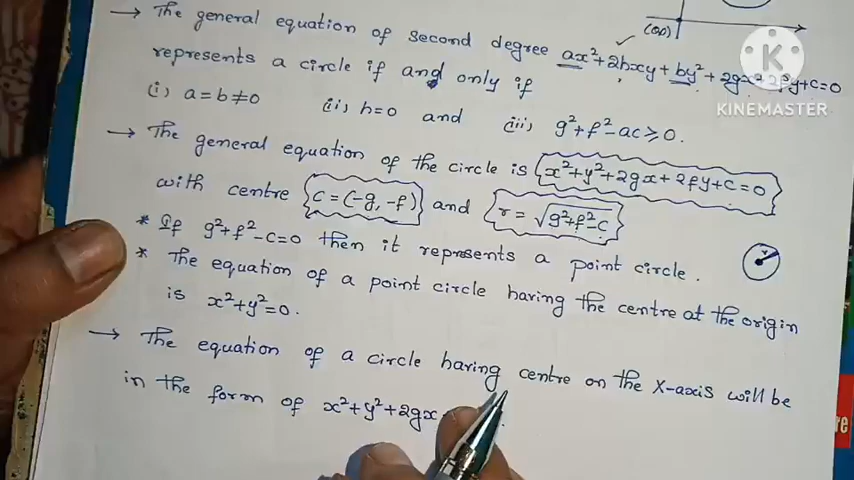 (0,0)
→ The general equation of second degree ax²+2hxy+by²+2gx+2fy+c=0
represents a circle if and only if
(i) a=b≠0 (ii) h=0 and (iii) g²+f²-ac≥0.
→ The general equation of the circle is x²+y²+2gx+2fy+c=0
with centre C=(-g,-f) and r=√g²+f²-c
* If g²+f²-c=0 then it represents a point circle.
* The equation of a point circle having the centre at the origin
is x²+y²=0.
→ The equation of a circle having centre on the X-axis will be
in the form of x²+y²+2gx
K
KINEMASTER